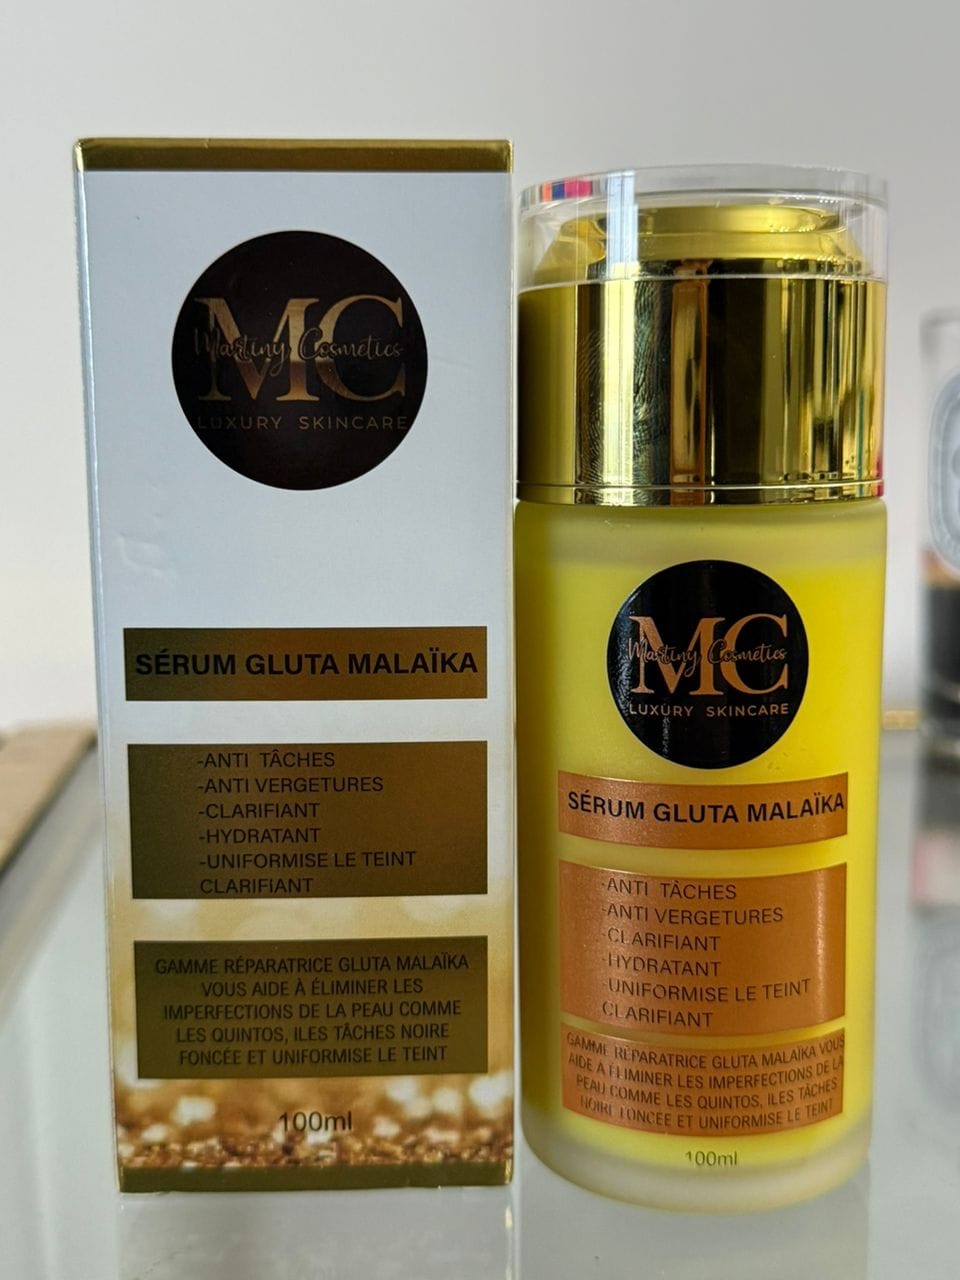 MC
Martiny Cosmetics
LUXURY SKINCARE
SÉRUM GLUTA MALAÏKA
-ANTI TÂCHES
-ANTI VERGETURES
-CLARIFIANT
-HYDRATANT
-UNIFORMISE LE TEINT
CLARIFIANT
GAMME RÉPARATRICE GLUTA MALAÏKA
VOUS AIDE À ÉLIMINER LES
IMPERFECTIONS DE LA PEAU COMME
LES QUINTOS, ILES TÂCHES NOIRE
FONCÉE ET UNIFORMISE LE TEINT
100ml
MC
Martiny Cosmetics
LUXURY SKINCARE
SÉRUM GLUTA MALAÏKA
-ANTI TÂCHES
-ANTI VERGETURES
-CLARIFIANT
-HYDRATANT
-UNIFORMISE LE TEINT
CLARIFIANT
GAMME RÉPARATRICE GLUTA MALAÏKA VOUS
AIDE À ÉLIMINER LES IMPERFECTIONS DE LA
PEAU COMME LES QUINTOS, ILES TÂCHES
NOIRE FONCÉE ET UNIFORMISE LE TEINT
100ml